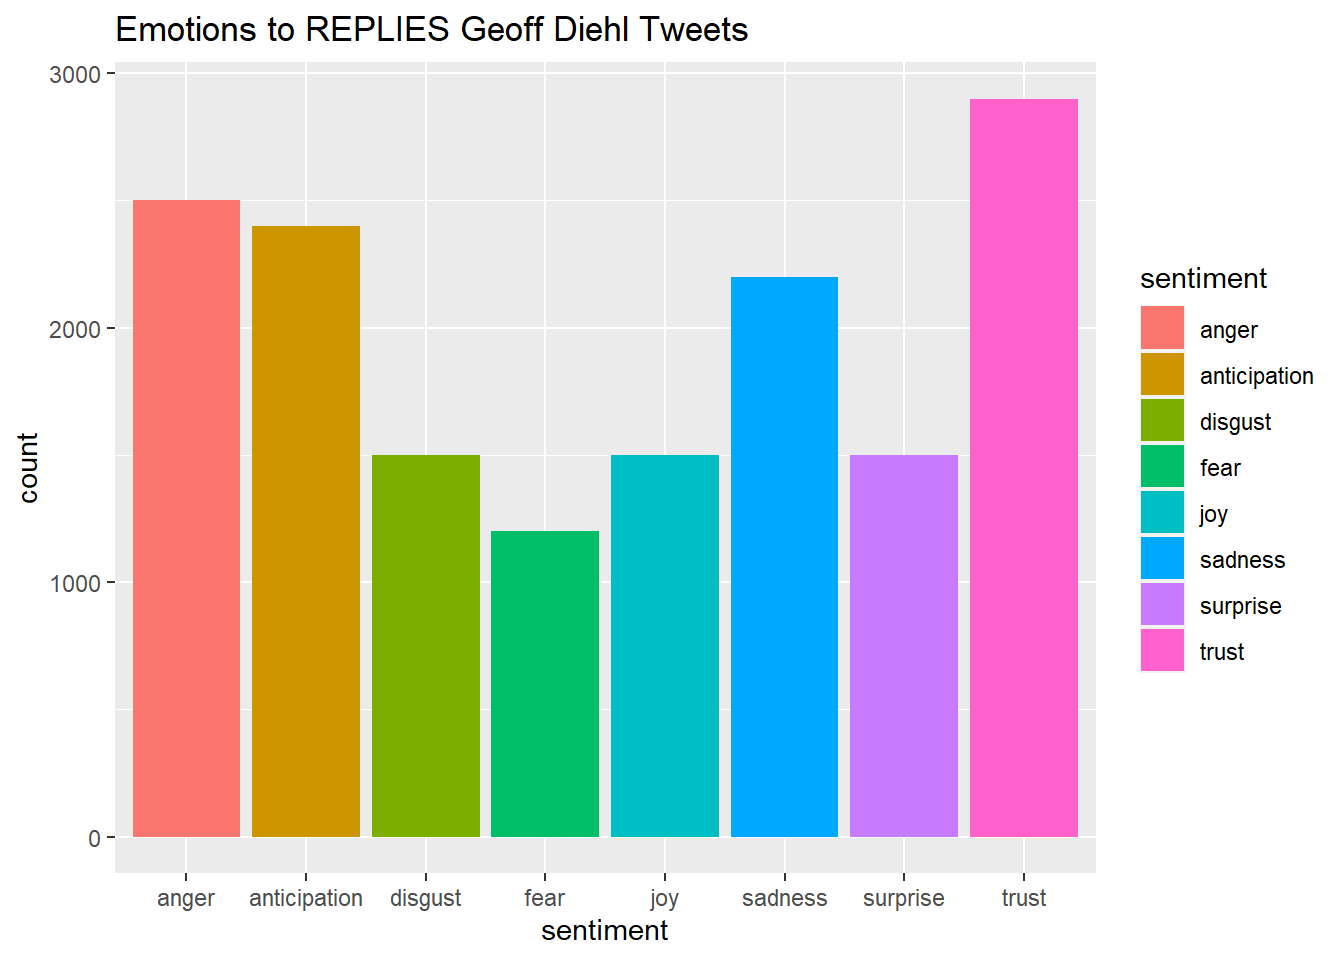 Emotions to REPLIES Geoff Diehl Tweets
3000
2000
1000
0
count
anger anticipation disgust fear joy sadness surprise trust
sentiment
sentiment
anger
anticipation
disgust
fear
joy
sadness
surprise
trust